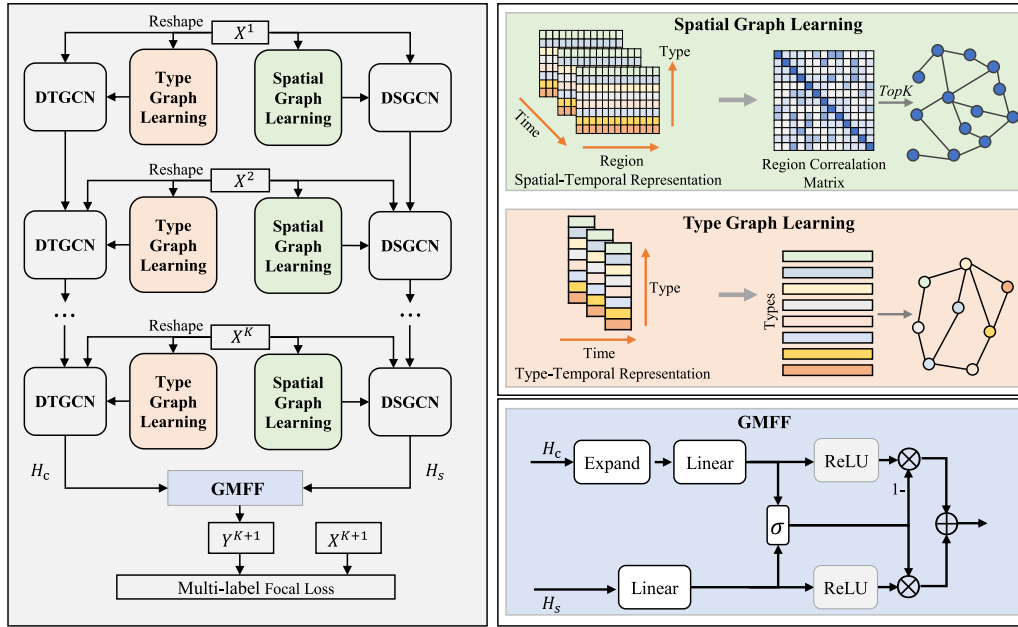 Reshape
X^1
DTGCN
Type
Graph
Learning
Spatial
Graph
Learning
DSGCN
Reshape
X^2
DTGCN
Type
Graph
Learning
Spatial
Graph
Learning
DSGCN
...
...
Reshape
X^K
DTGCN
Type
Graph
Learning
Spatial
Graph
Learning
DSGCN
H_c
H_s
GMFF
Y^{K+1}
X^{K+1}
Multi-label Focal Loss
Spatial Graph Learning
Type
Time
Region
Spatial-Temporal Representation
TopK
Region Correalation
Matrix
Type Graph Learning
Type
Time
Type-Temporal Representation
Types
GMFF
H_c
Expand
Linear
ReLU
1-
σ
H_s
Linear
ReLU